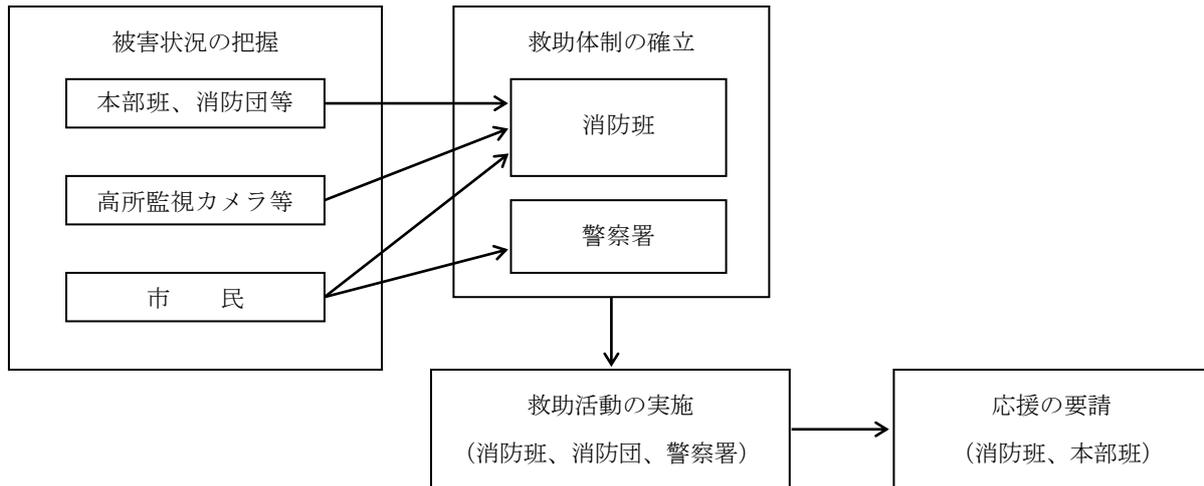 被害状況の把握
本部班、消防団等
高所監視カメラ等
市　　民
救助体制の確立
消防班
警察署
救助活動の実施
（消防班、消防団、警察署）
応援の要請
（消防班、本部班）